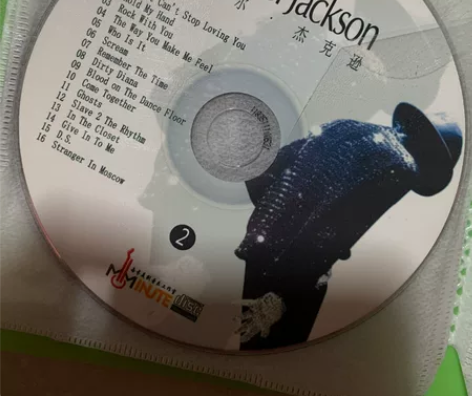 Jackson
尔·杰克逊
Can't Stop Loving You
Hold My Hand
03 Rock With You
04 The Way You Make Me Feel
05 Who Is It
06 Scream
07 Remember The Time
08 Dirty Diana
09 Blood on The Dance Floor
10 Come Together
11 Ghosts
12 Slave 2 The Rhythm
13 In The Closet
14 Give In To Me
15 D.S.
16 Stranger In Moscow
2
MMINUTE disc